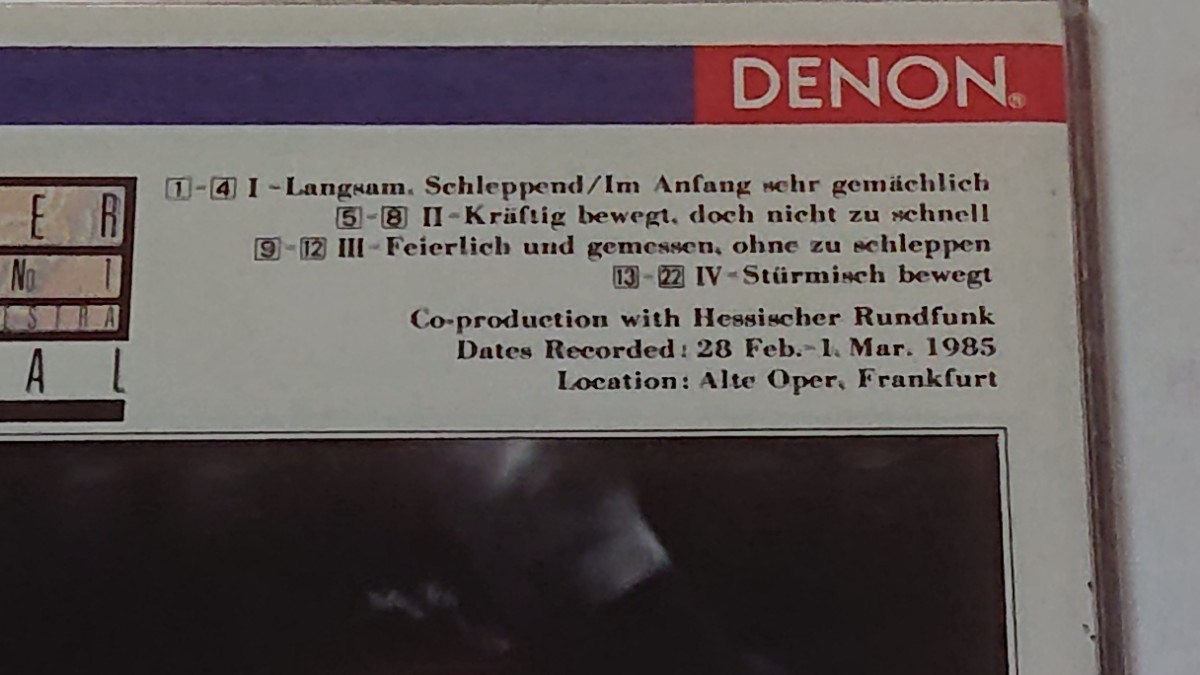 DENON®
1-4 I-Langsam. Schleppend/Im Anfang sehr gemächlich
5-8 II-Kräftig bewegt, doch nicht zu schnell
9-12 III-Feierlich und gemessen, ohne zu schleppen
13-22 IV-Stürmisch bewegt
Co-production with Hessischer Rundfunk
Dates Recorded: 28 Feb.-1. Mar. 1985
Location: Alte Oper, Frankfurt
E R
No. 1
E S T R A
A L